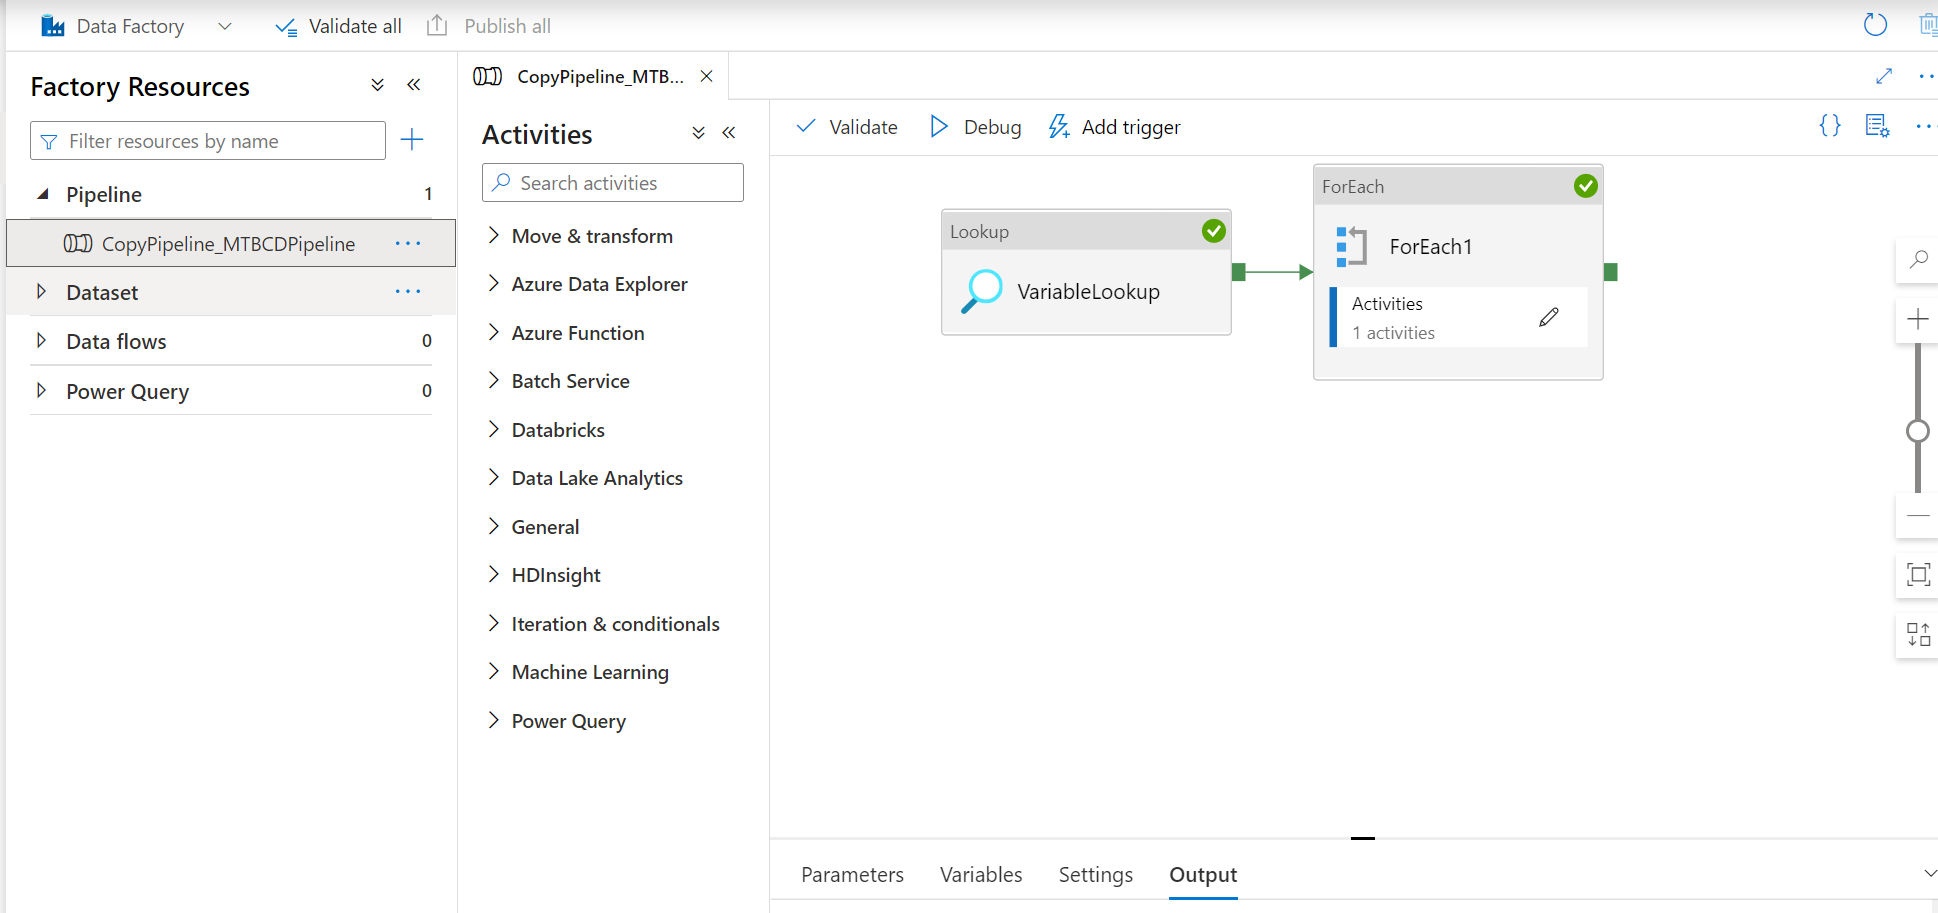 Data Factory
Validate all
Publish all
Factory Resources
Filter resources by name
Pipeline 1
CopyPipeline_MTBCDPipeline
Dataset
Data flows 0
Power Query 0
CopyPipeline_MTB...
Activities
Search activities
Move & transform
Azure Data Explorer
Azure Function
Batch Service
Databricks
Data Lake Analytics
General
HDInsight
Iteration & conditionals
Machine Learning
Power Query
Validate
Debug
Add trigger
Lookup
VariableLookup
ForEach
ForEach1
Activities
1 activities
Parameters
Variables
Settings
Output